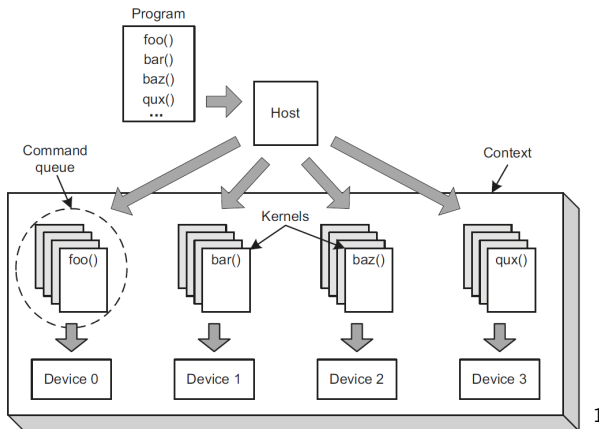 Program
foo()
bar()
baz()
qux()
...
Host
Command
queue
Context
Kernels
foo()
bar()
baz()
qux()
Device 0
Device 1
Device 2
Device 3
1